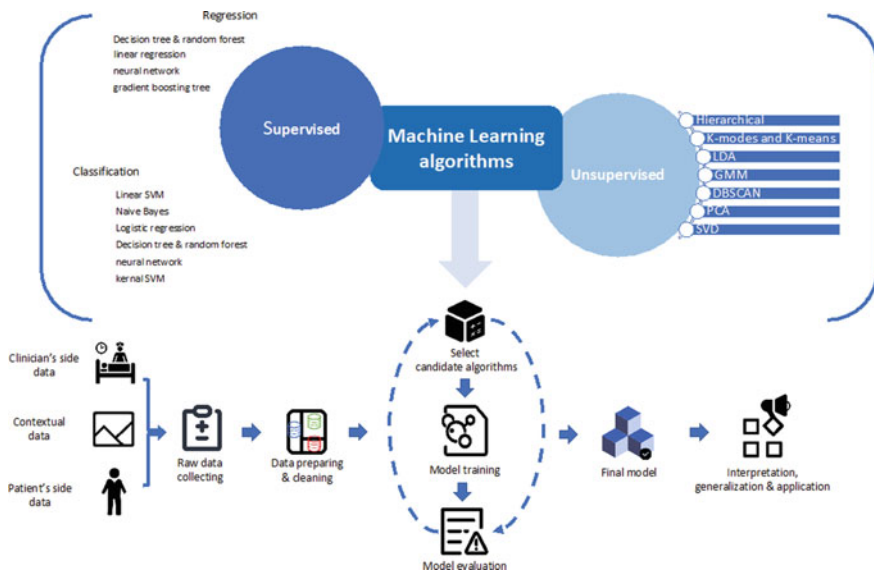 Regression
Decision tree & random forest
linear regression
neural network
gradient boosting tree
Supervised
Classification
Linear SVM
Naive Bayes
Logistic regression
Decision tree & random forest
neural network
kernal SVM
Machine Learning
algorithms
Unsupervised
Hierarchical
K-modes and K-means
LDA
GMM
DBSCAN
PCA
SVD
Select
candidate algorithms
Clinician's side
data
Contextual
data
Patient's side
data
Raw data
collecting
Data preparing
& cleaning
Model training
Model evaluation
Final model
Interpretation,
generalization & application